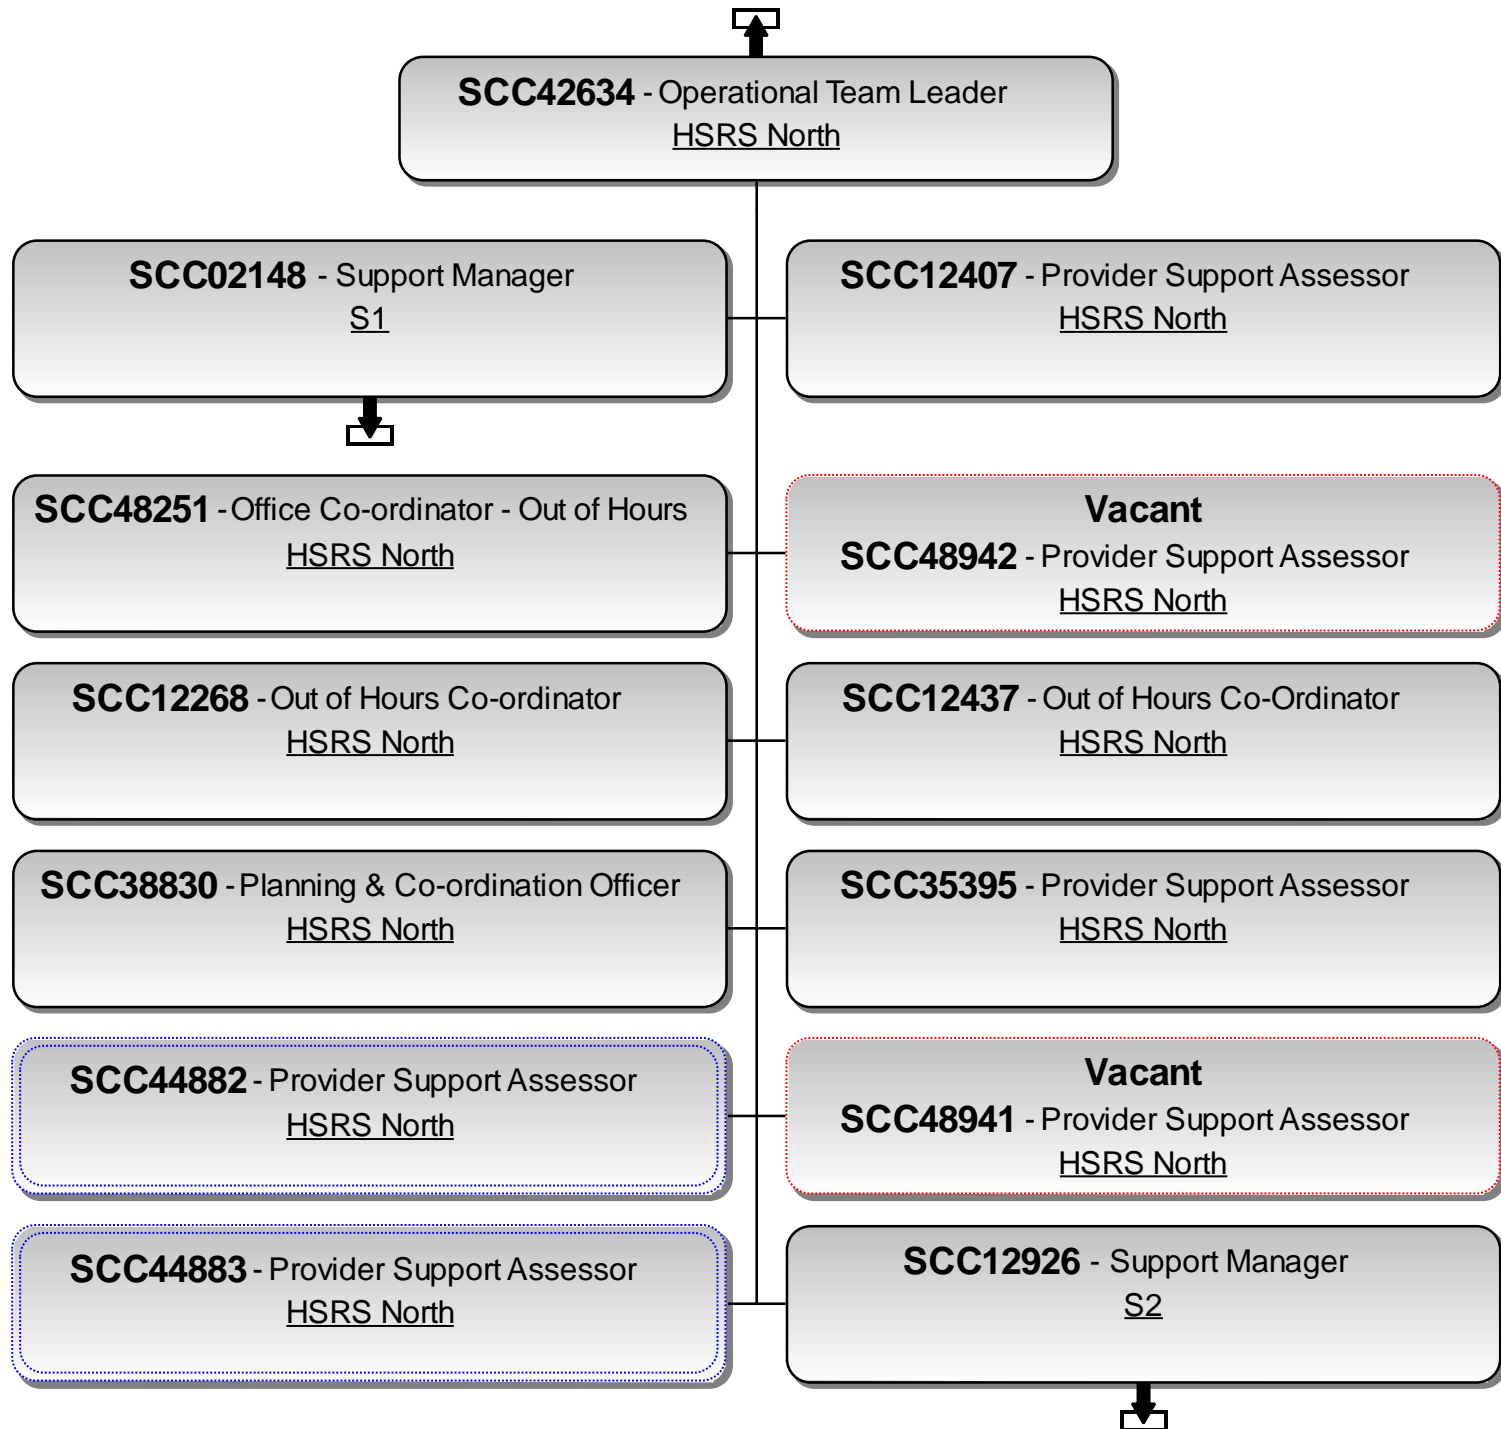 SCC42634 - Operational Team Leader
HSRS North
SCC02148 - Support Manager
S1
SCC12407 - Provider Support Assessor
HSRS North
SCC48251 - Office Co-ordinator - Out of Hours
HSRS North
Vacant
SCC48942 - Provider Support Assessor
HSRS North
SCC12268 - Out of Hours Co-ordinator
HSRS North
SCC12437 - Out of Hours Co-Ordinator
HSRS North
SCC38830 - Planning & Co-ordination Officer
HSRS North
SCC35395 - Provider Support Assessor
HSRS North
SCC44882 - Provider Support Assessor
HSRS North
Vacant
SCC48941 - Provider Support Assessor
HSRS North
SCC44883 - Provider Support Assessor
HSRS North
SCC12926 - Support Manager
S2